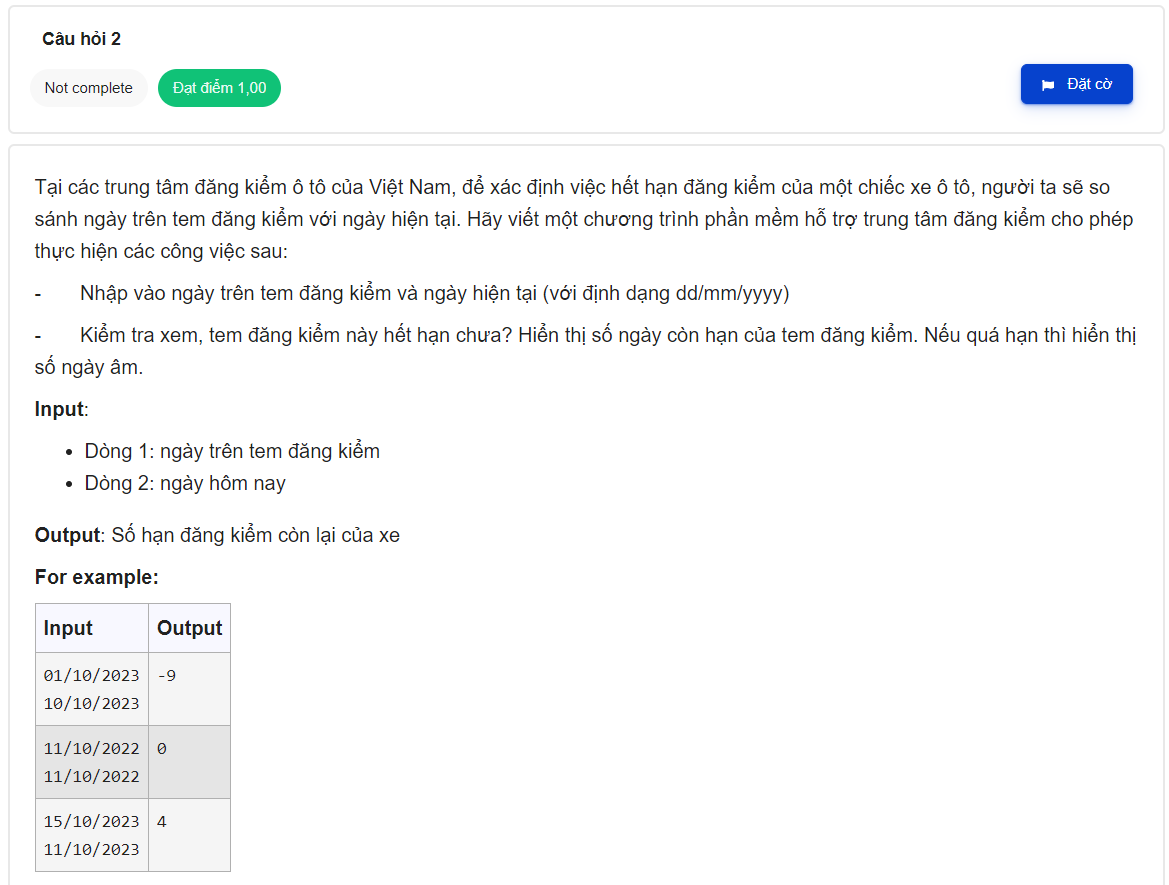 Câu hỏi 2
Not complete
Đạt điểm 1,00
Đặt cờ
Tại các trung tâm đăng kiểm ô tô của Việt Nam, để xác định việc hết hạn đăng kiểm của một chiếc xe ô tô, người ta sẽ so
sánh ngày trên tem đăng kiểm với ngày hiện tại. Hãy viết một chương trình phần mềm hỗ trợ trung tâm đăng kiểm cho phép
thực hiện các công việc sau:
- Nhập vào ngày trên tem đăng kiểm và ngày hiện tại (với định dạng dd/mm/yyyy)
- Kiểm tra xem, tem đăng kiểm này hết hạn chưa? Hiển thị số ngày còn hạn của tem đăng kiểm. Nếu quá hạn thì hiển thị
số ngày âm.
Input:
• Dòng 1: ngày trên tem đăng kiểm
• Dòng 2: ngày hôm nay
Output: Số hạn đăng kiểm còn lại của xe
For example:
Input Output
01/10/2023 -9
10/10/2023
11/10/2022 0
11/10/2022
15/10/2023 4
11/10/2023